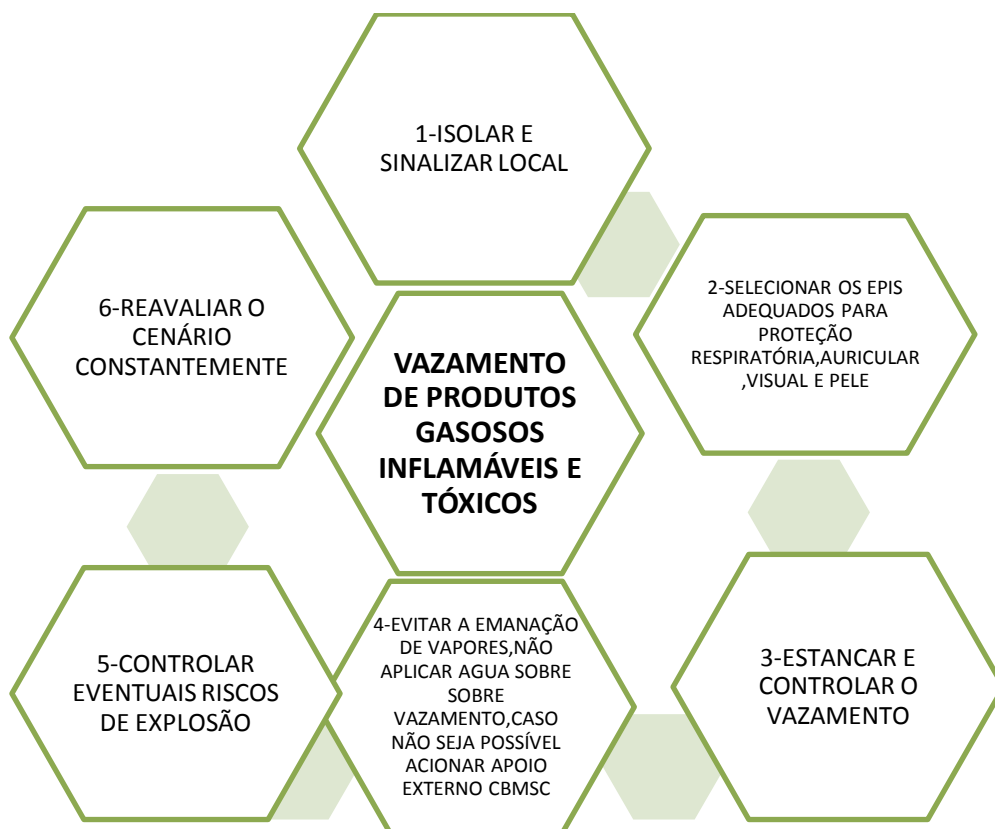 1-ISOLAR E
SINALIZAR LOCAL
2-SELECIONAR OS EPIS
ADEQUADOS PARA
PROTEÇÃO
RESPIRATÓRIA,AURICULAR
,VISUAL E PELE
3-ESTANCAR E
CONTROLAR O
VAZAMENTO
4-EVITAR A EMANAÇÃO
DE VAPORES,NÃO
APLICAR AGUA SOBRE
SOBRE
VAZAMENTO,CASO
NÃO SEJA POSSÍVEL
ACIONAR APOIO
EXTERNO CBMSC
5-CONTROLAR
EVENTUAIS RISCOS
DE EXPLOSÃO
6-REAVALIAR O
CENÁRIO
CONSTANTEMENTE
VAZAMENTO
DE PRODUTOS
GASOSOS
INFLAMÁVEIS E
TÓXICOS